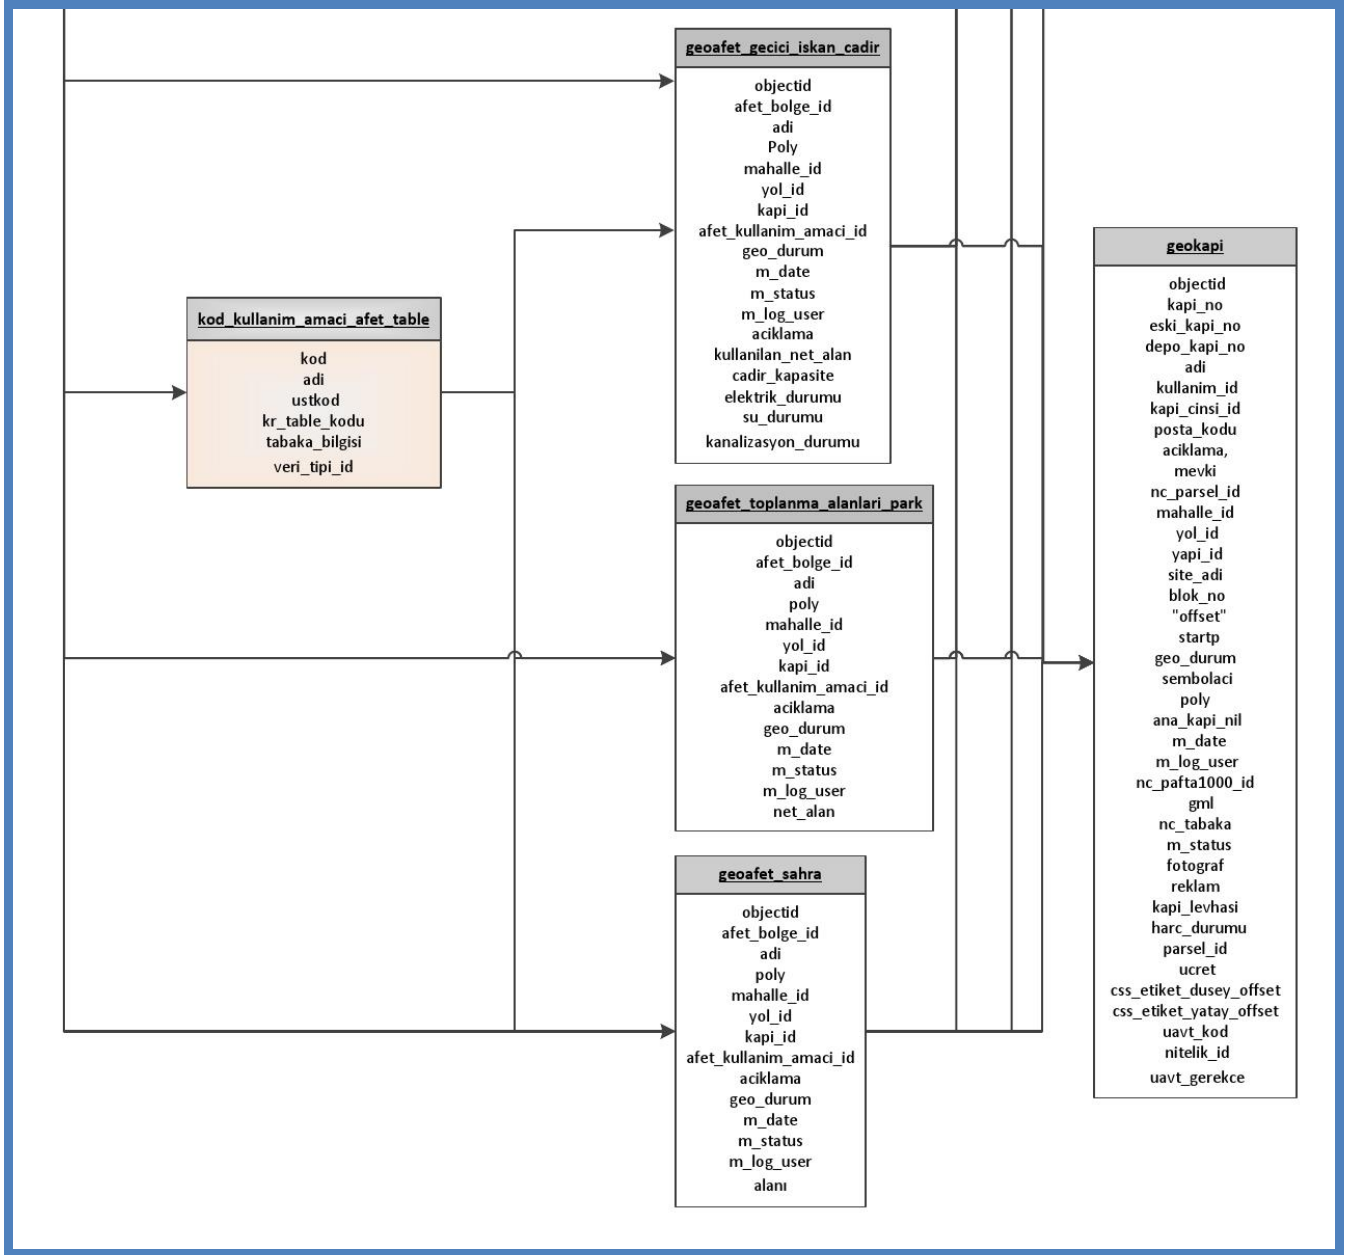 geoafet_gecici_iskan_cadir
objectid
afet_bolge_id
adi
Poly
mahalle_id
yol_id
kapi_id
afet_kullanim_amaci_id
geo_durum
m_date
m_status
m_log_user
aciklama
kullanilan_net_alan
cadir_kapasite
elektrik_durumu
su_durumu
kanalizasyon_durumu
kod_kullanim_amaci_afet_table
kod
adi
ustkod
kr_table_kodu
tabaka_bilgisi
veri_tipi_id
geoafet_toplanma_alanlari_park
objectid
afet_bolge_id
adi
poly
mahalle_id
yol_id
kapi_id
afet_kullanim_amaci_id
aciklama
geo_durum
m_date
m_status
m_log_user
net_alan
geoafet_sahra
objectid
afet_bolge_id
adi
poly
mahalle_id
yol_id
kapi_id
afet_kullanim_amaci_id
aciklama
geo_durum
m_date
m_status
m_log_user
alanı
geokapi
objectid
kapi_no
eski_kapi_no
depo_kapi_no
adi
kullanim_id
kapi_cinsi_id
posta_kodu
aciklama,
mevki
nc_parsel_id
mahalle_id
yol_id
yapi_id
site_adi
blok_no
"offset"
startp
geo_durum
sembolaci
poly
ana_kapi_nil
m_date
m_log_user
nc_pafta1000_id
gml
nc_tabaka
m_status
fotograf
reklam
kapi_levhasi
harc_durumu
parsel_id
ucret
css_etiket_dusey_offset
css_etiket_yatay_offset
uavt_kod
nitelik_id
uavt_gerekce